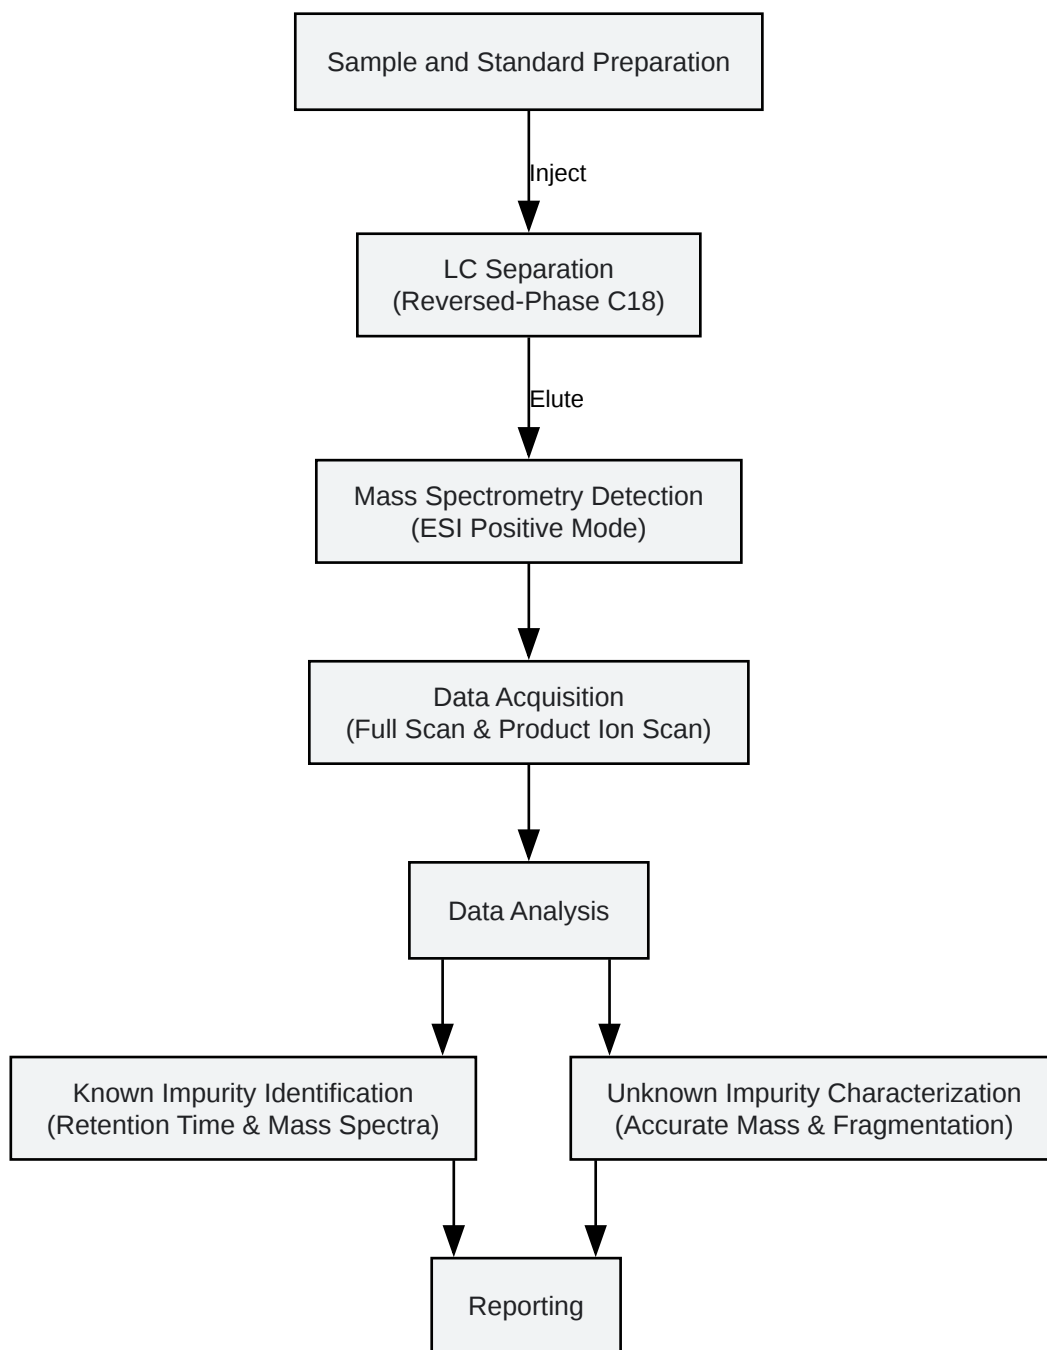 Sample and Standard Preparation
Inject
LC Separation
(Reversed-Phase C18)
Elute
Mass Spectrometry Detection
(ESI Positive Mode)
Data Acquisition
(Full Scan & Product Ion Scan)
Data Analysis
Known Impurity Identification
(Retention Time & Mass Spectra)
Unknown Impurity Characterization
(Accurate Mass & Fragmentation)
Reporting